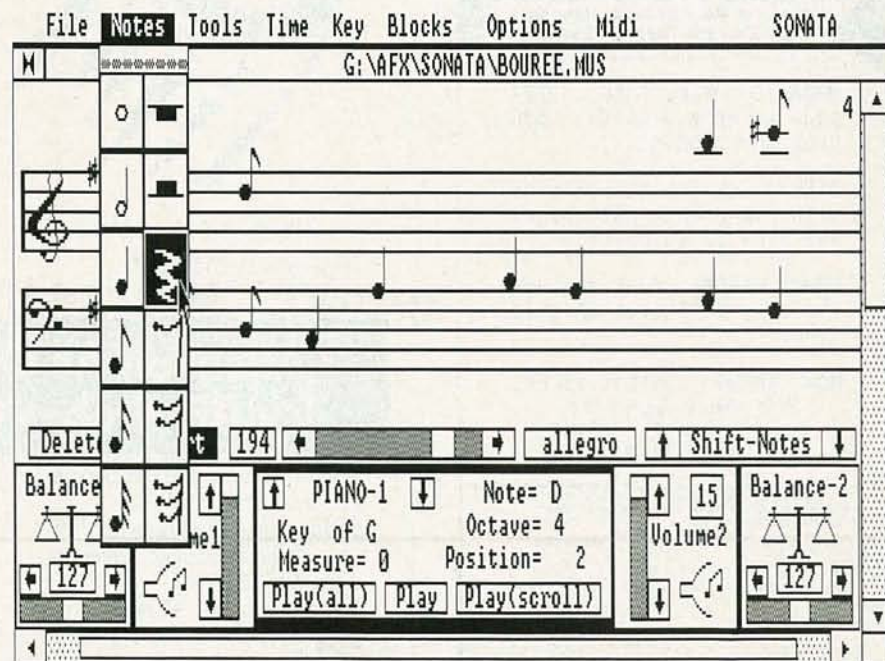 File Notes Tools Time Key Blocks Options Midi SONATA
G:\AFX\SONATA\BOUREE.MUS
4
194 allegro Shift-Notes
Balance
127
PIANO-1 Note= D
Key of G Octave= 4
Measure= 0 Position= 2
Play(all) Play Play(scroll)
15
Volume2
Balance-2
127